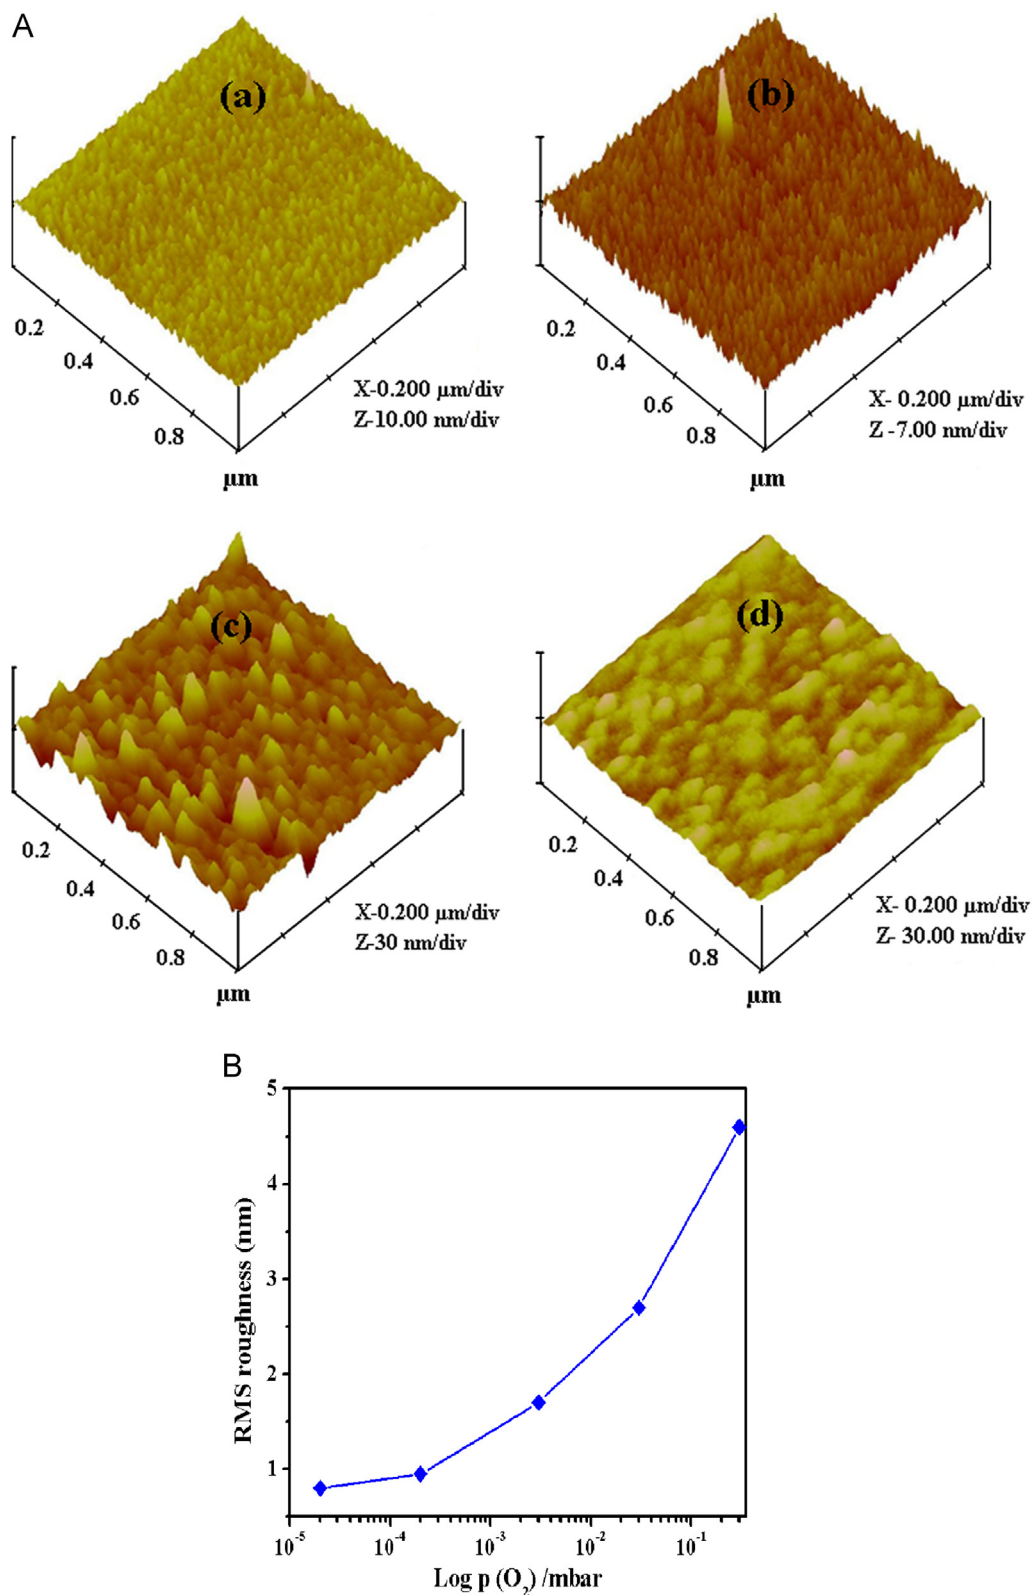 A
(a)
0.2
0.4
0.6
0.8
µm
X-0.200 µm/div
Z-10.00 nm/div
(b)
0.2
0.4
0.6
0.8
µm
X- 0.200 µm/div
Z -7.00 nm/div
(c)
0.2
0.4
0.6
0.8
µm
X-0.200 µm/div
Z-30 nm/div
(d)
0.2
0.4
0.6
0.8
µm
X- 0.200 µm/div
Z- 30.00 nm/div
B
RMS roughness (nm)
5
4
3
2
1
10⁻⁵ 10⁻⁴ 10⁻³ 10⁻² 10⁻¹
Log p (O₂) /mbar